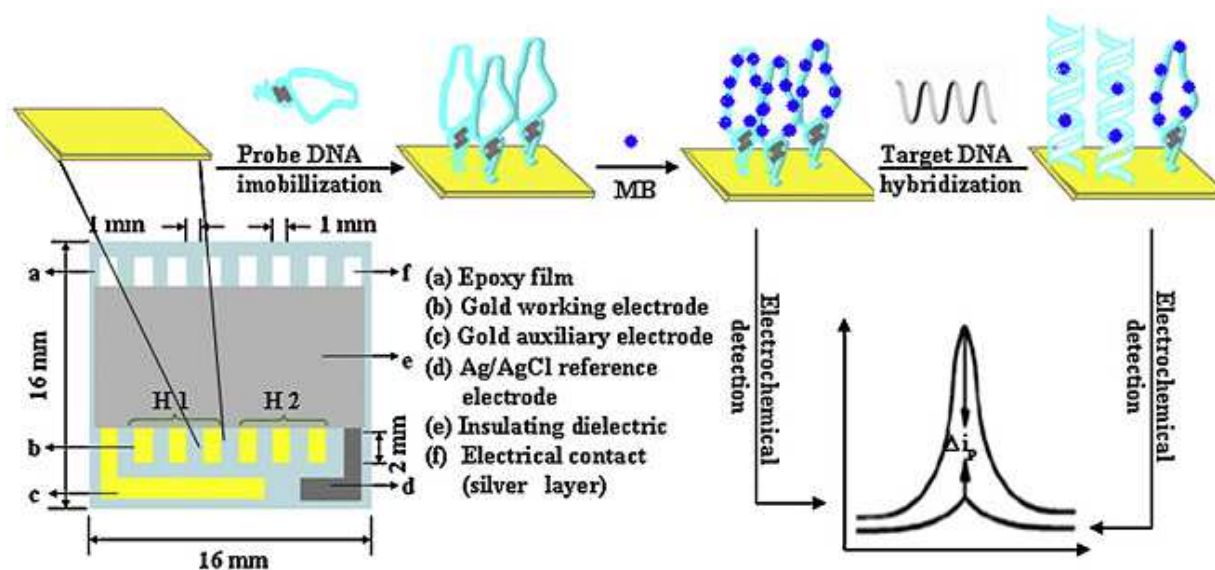 Probe DNA
imobillization
MB
Target DNA
hybridization
1 mm
1 mm
a
f
16 mm
e
H 1
H 2
b
2 mm
c
d
16 mm
(a) Epoxy film
(b) Gold working electrode
(c) Gold auxiliary electrode
(d) Ag/AgCl reference
electrode
(e) Insulating dielectric
(f) Electrical contact
(silver layer)
Electrochemical
detection
Δ iₚ
Electrochemical
detection